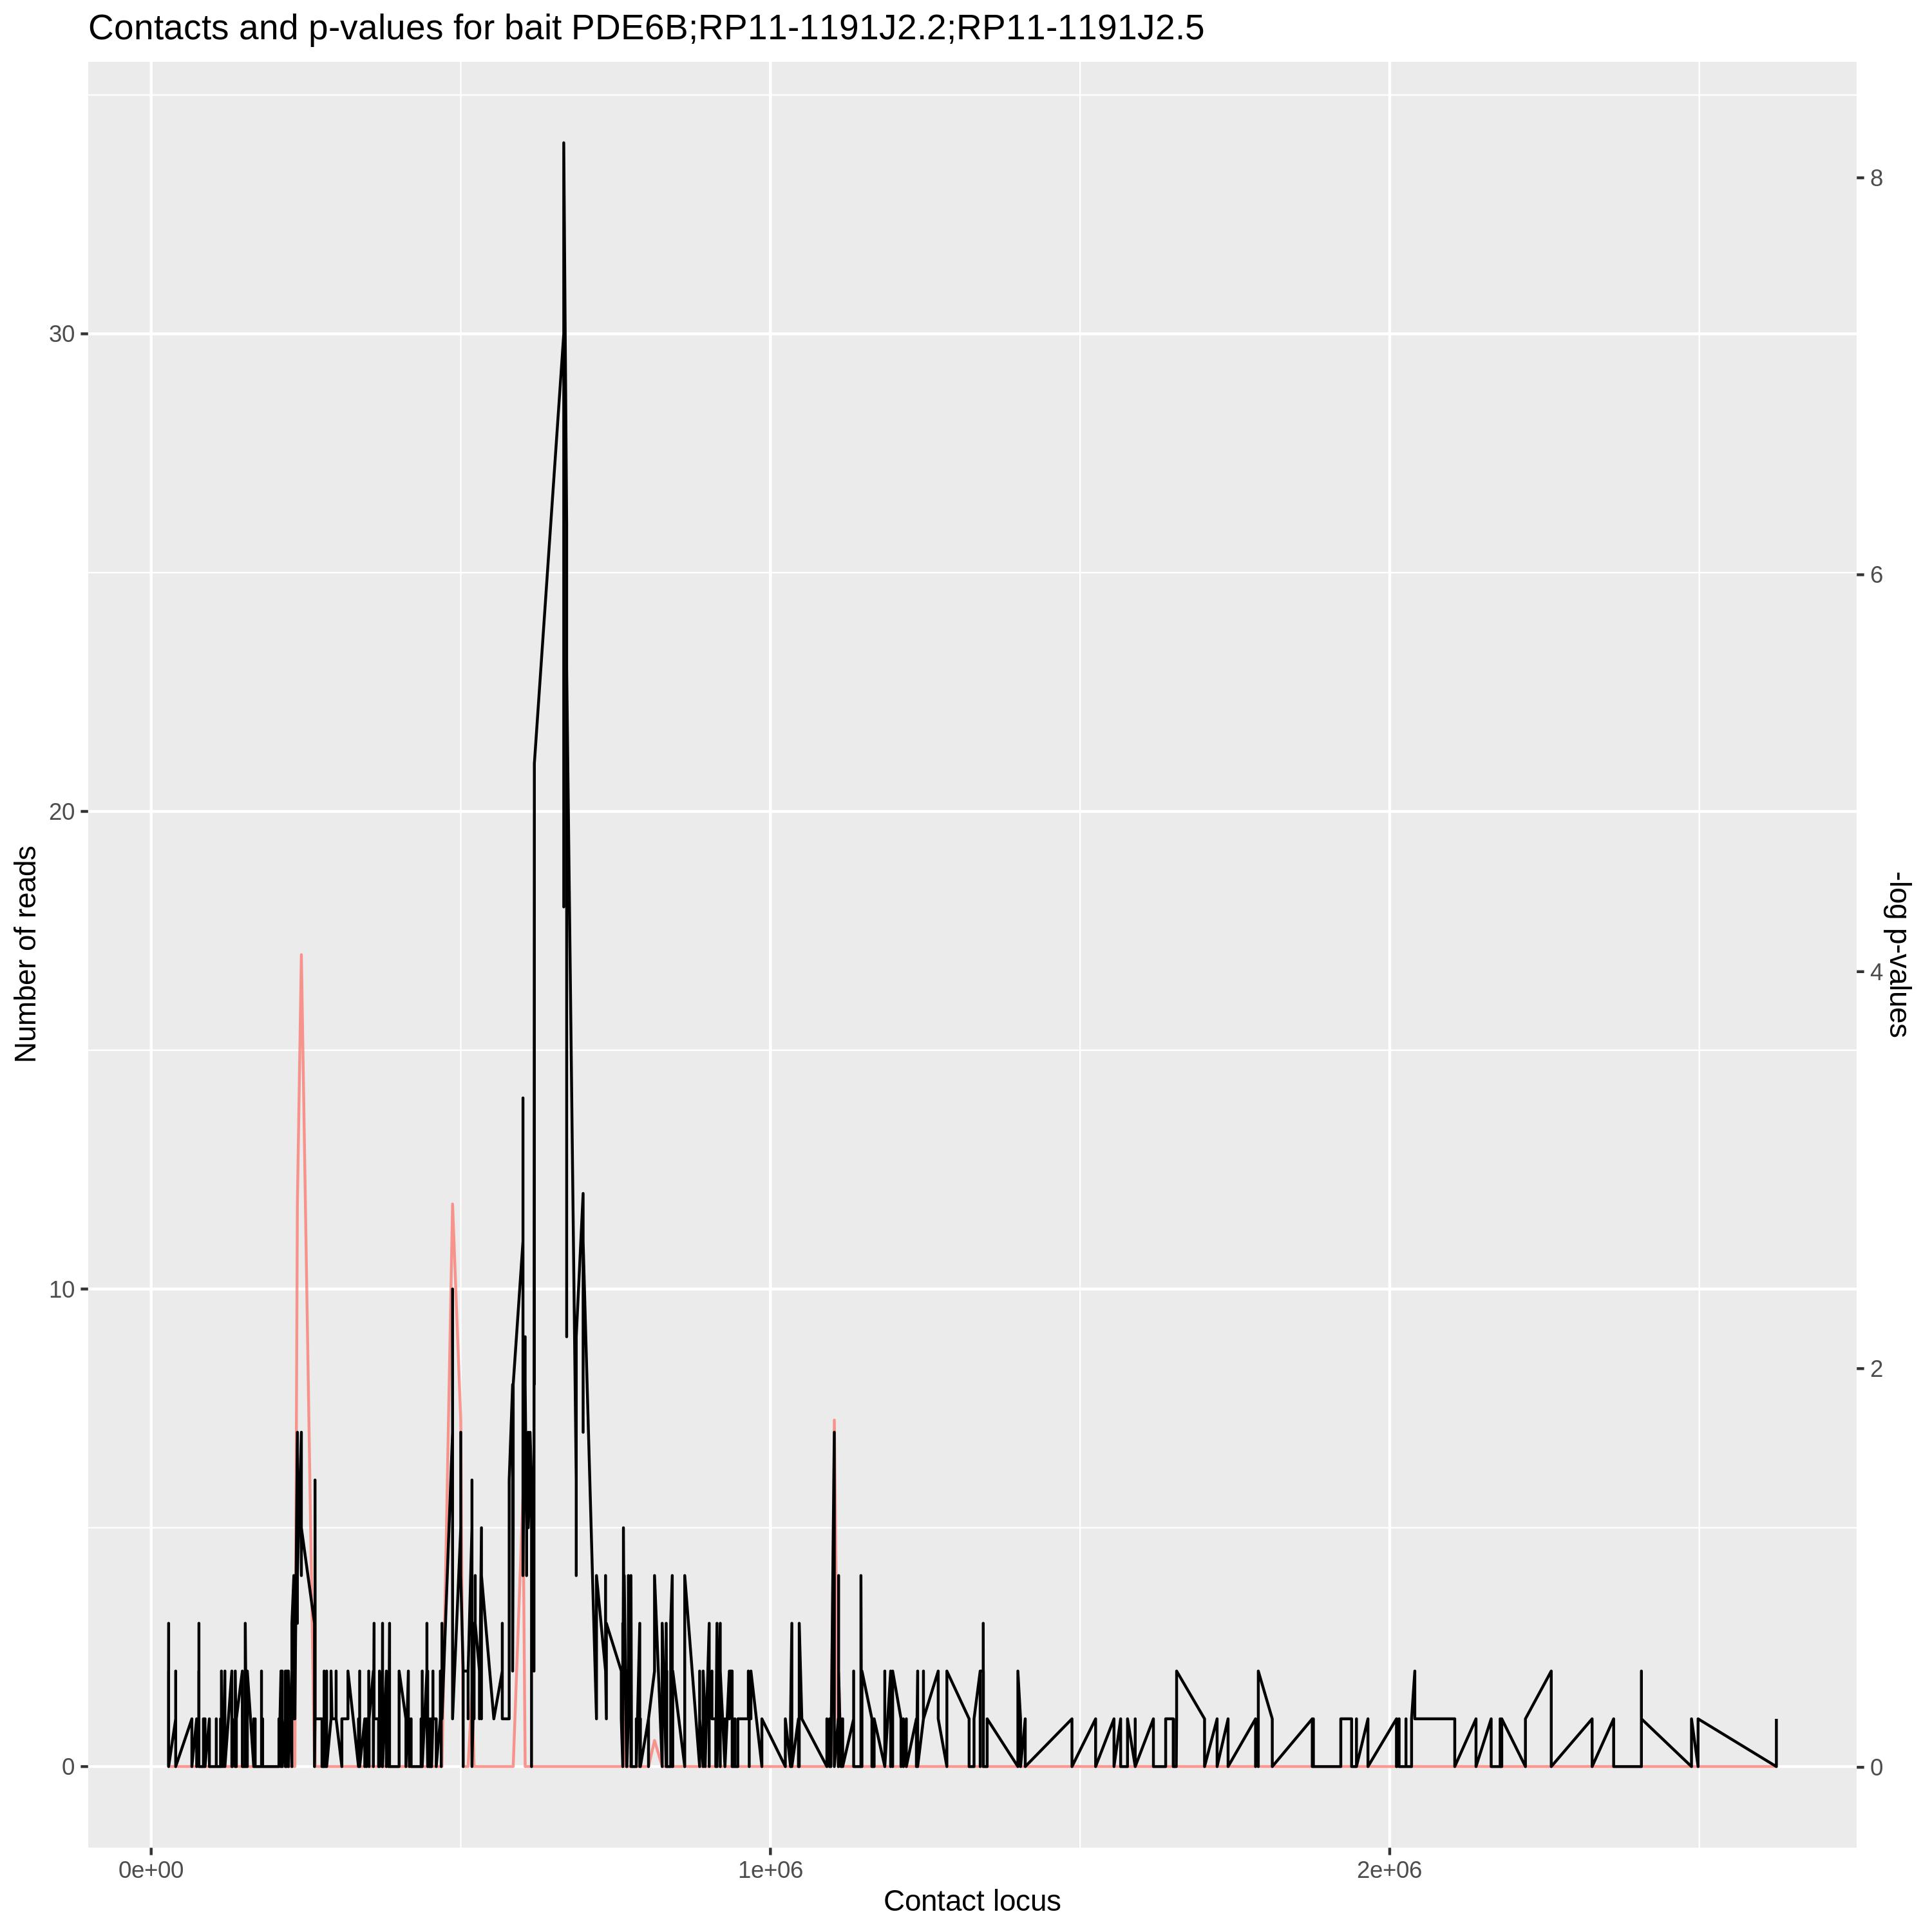 Contacts and p-values for bait PDE6B;RP11-1191J2.2;RP11-1191J2.5
30
20
10
0
Number of reads
8
6
4
2
0
-log p-values
0e+00
1e+06
2e+06
Contact locus